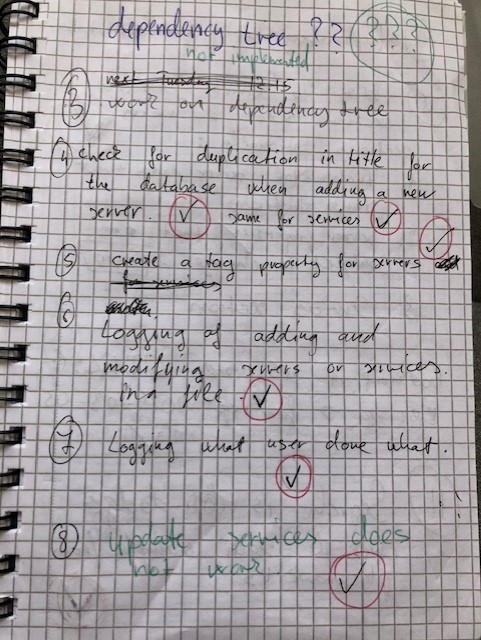 dependency tree ?? ???
not implemented
next Tuesday 12.15
3 work on dependency tree
4 check for duplication in title for
the database when adding a new
server. ✓ same for services ✓
5 create a tag property for servers ✓
for services
6
Logging of adding and
modifying servers or services.
in a file. ✓
7 Logging what user done what.
✓
8 update services does
not work ✓